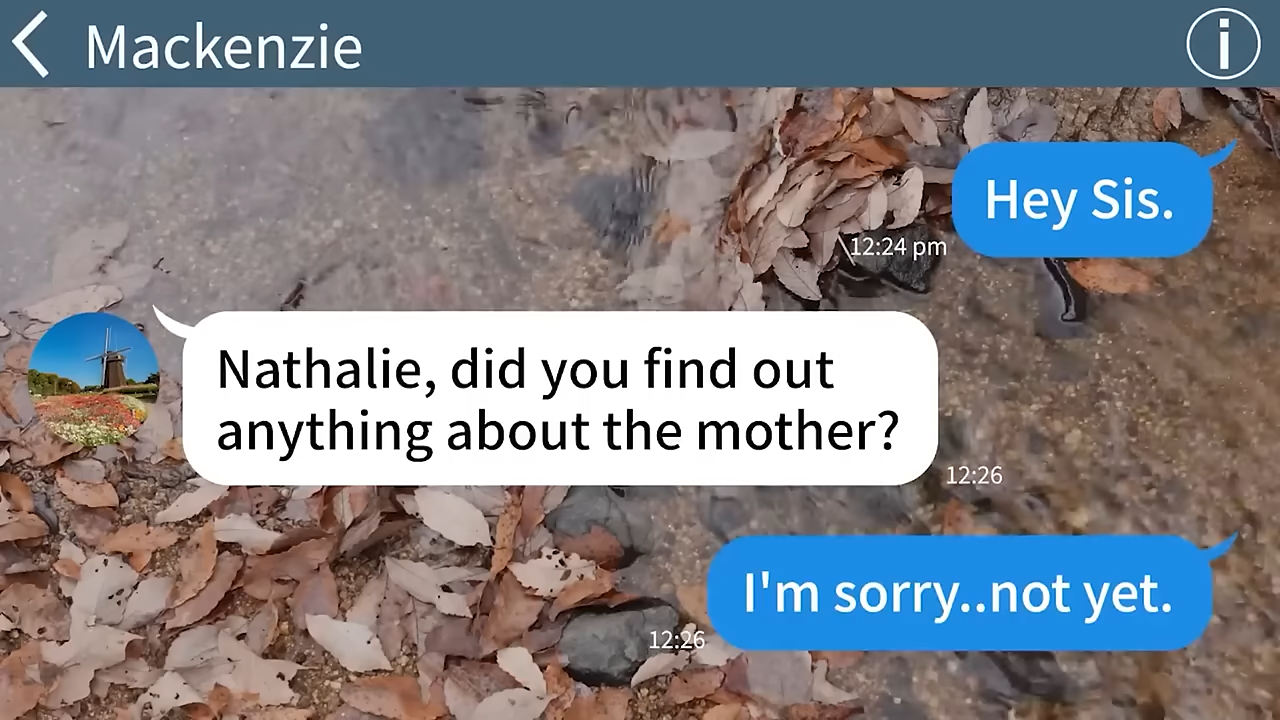 Mackenzie
Hey Sis.
12:24 pm
Nathalie, did you find out
anything about the mother?
12:26
I'm sorry..not yet.
12:26